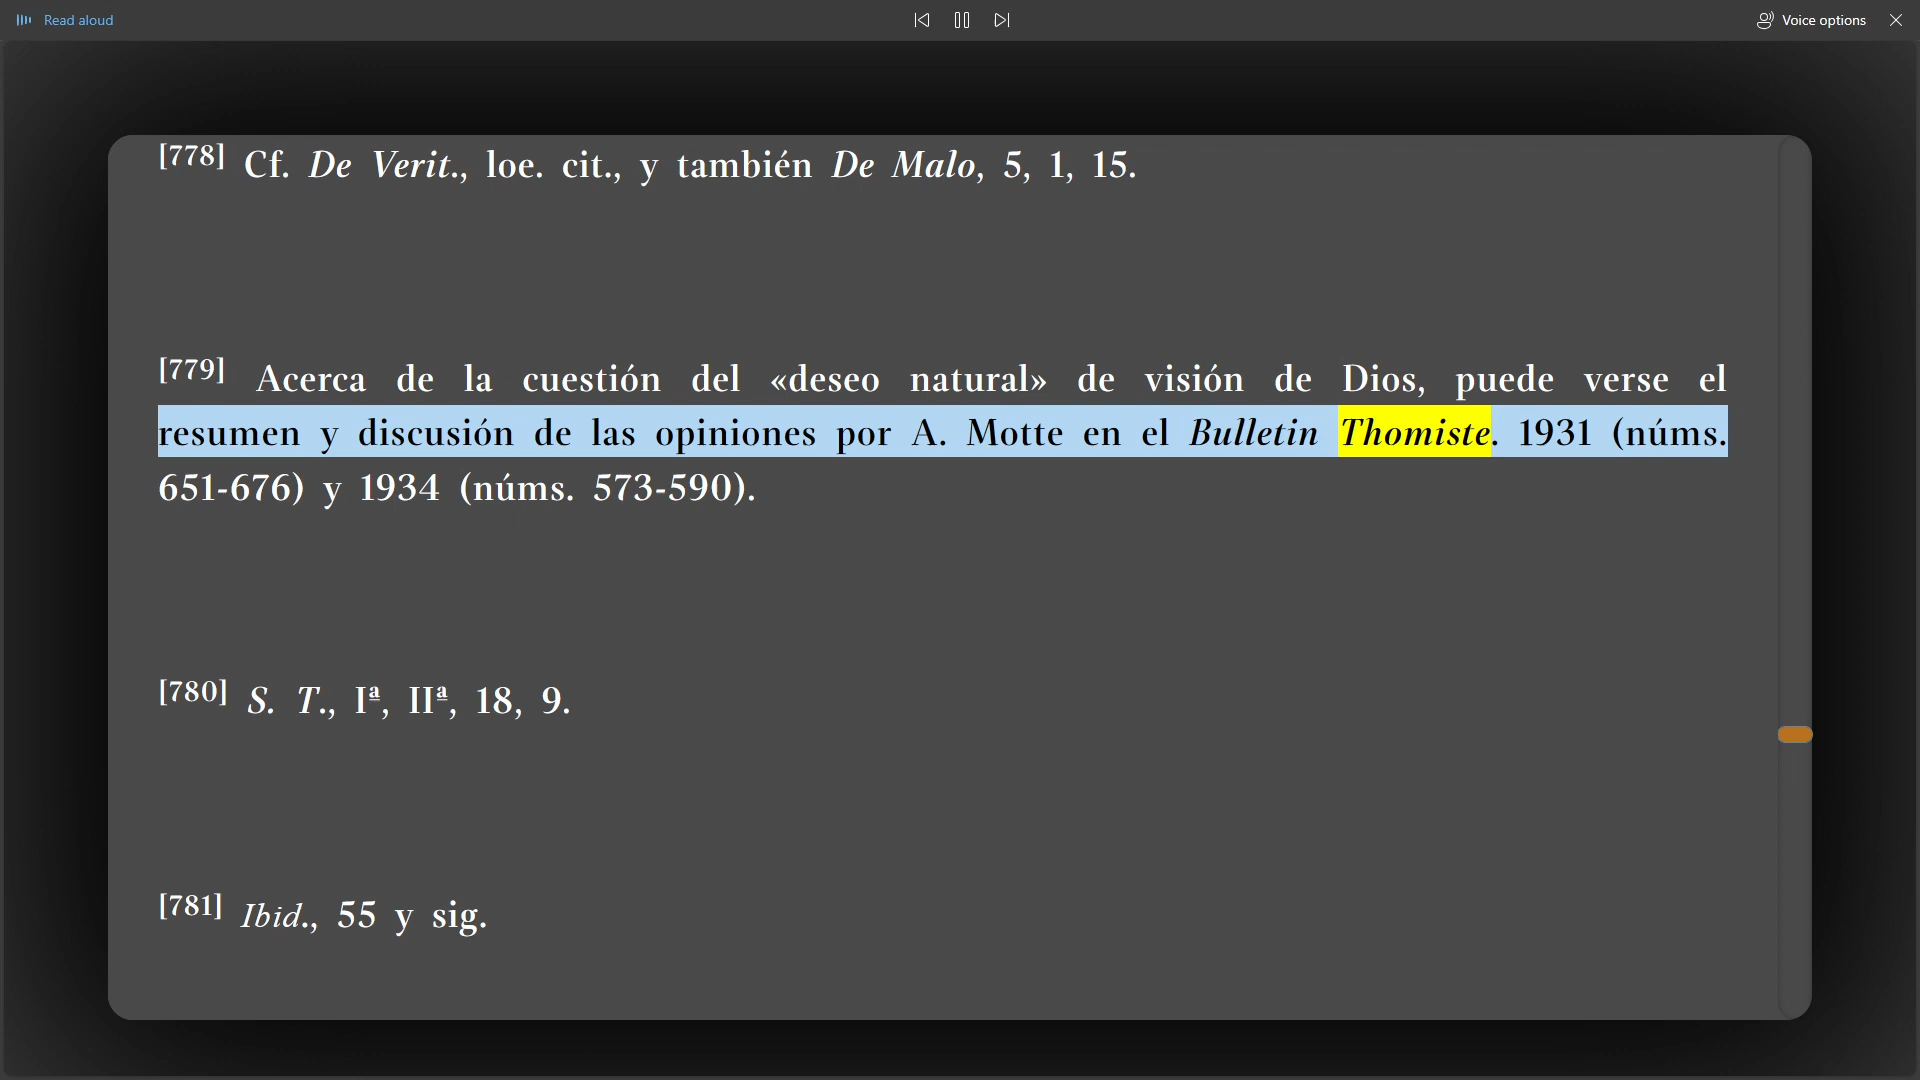 Read aloud
Voice options
[778] Cf. De Verit., loe. cit., y también De Malo, 5, 1, 15.
[779] Acerca de la cuestión del «deseo natural» de visión de Dios, puede verse el
resumen y discusión de las opiniones por A. Motte en el Bulletin Thomiste. 1931 (núms.
651-676) y 1934 (núms. 573-590).
[780] S. T., Iª, IIª, 18, 9.
[781] Ibid., 55 y sig.